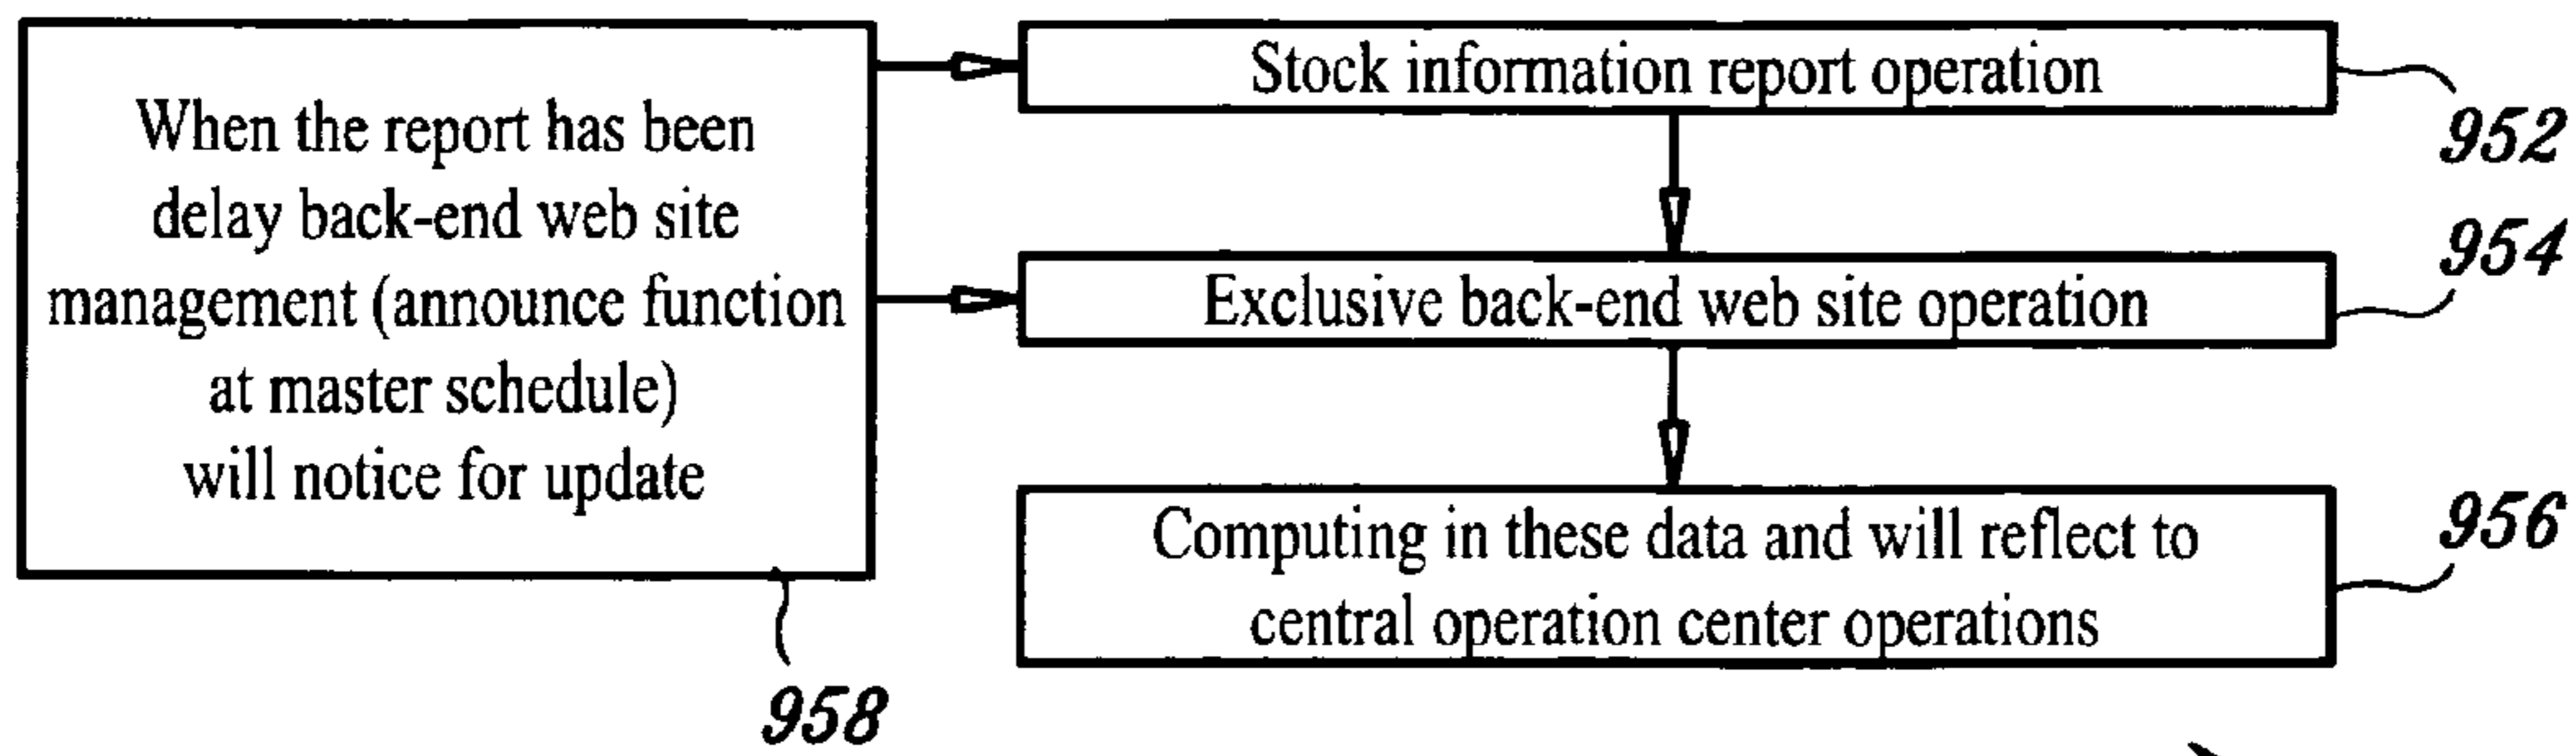 When the report has been
delay back-end web site
management (announce function
at master schedule)
will notice for update
958
Stock information report operation
952
Exclusive back-end web site operation
954
Computing in these data and will reflect to
central operation center operations
956